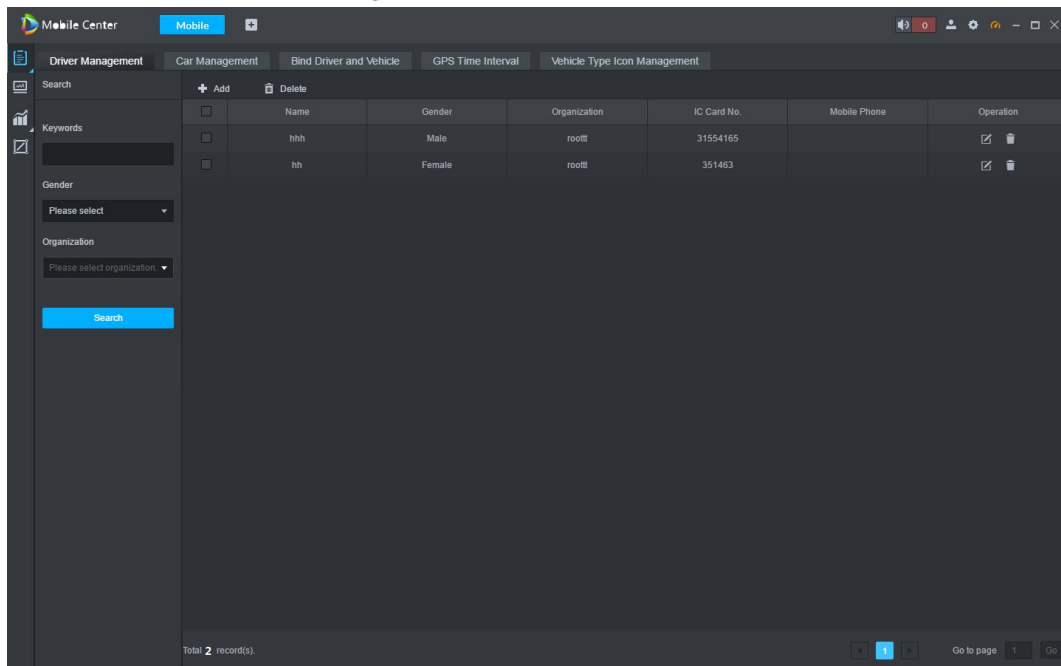 Mobile Center Mobile 0
Driver Management Car Management Bind Driver and Vehicle GPS Time Interval Vehicle Type Icon Management
Search
Add Delete
Name Gender Organization IC Card No. Mobile Phone Operation
Keywords
hhh Male roottt 31554165
hh Female roottt 351463
Gender
Please select
Organization
Please select organization.
Search
Total 2 record(s). 1 Go to page 1 Go